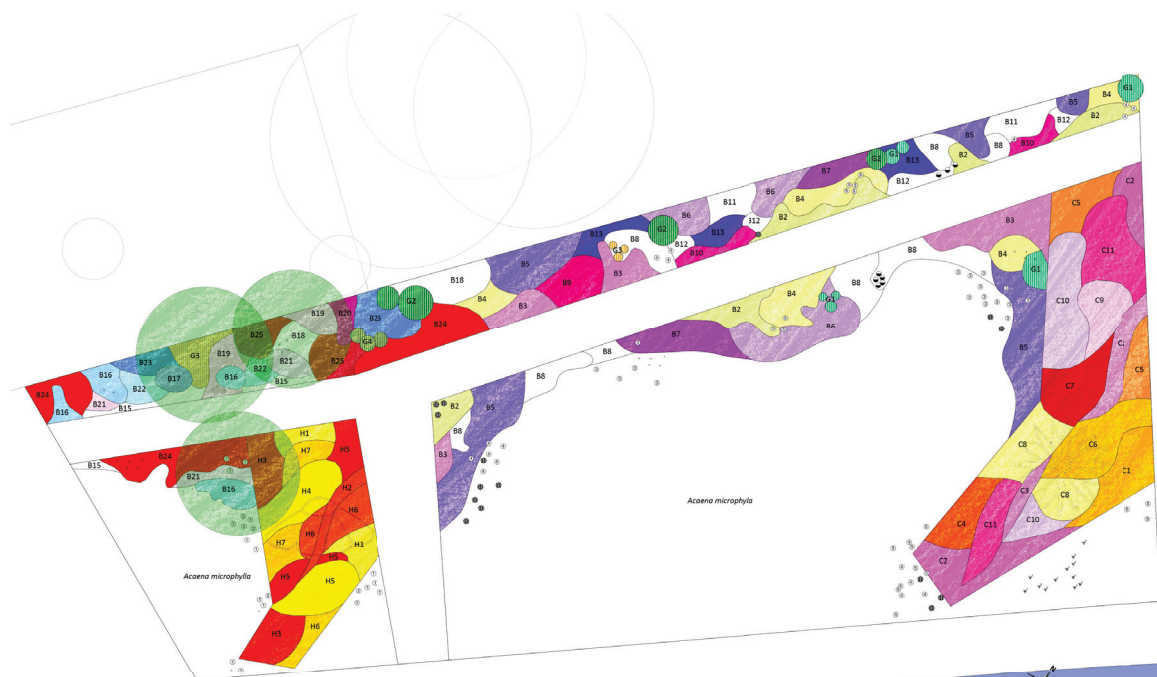 G1
B4
B5
B2
B11
B12
B10
B8
B5
B8
B2
B13
G1
G2
B12
B7
B4
B6
B2
B11
B12
B6
B13
G2
B12
B10
B13
B8
G3
B3
B5
B9
B18
B4
B3
B24
G2
B23
G4
B20
B19
B18
B25
B25
B21
B22
B15
G3
B19
B16
B23
B17
B22
B16
B21
B15
B24
B16
C2
C5
B3
C11
B4
G1
C10
C9
B5
C7
C5
C8
C6
C1
C3
C8
C10
C11
C4
C2
B8
B8
B4
G1
B6
B2
B7
B8
B8
B2
B5
B8
B3
H1
H7
H5
H3
B24
B15
B21
B16
H4
H2
H6
H7
H6
H1
H5
H5
H5
H3
H6
Acaena microphylla
Acaena microphyla
N